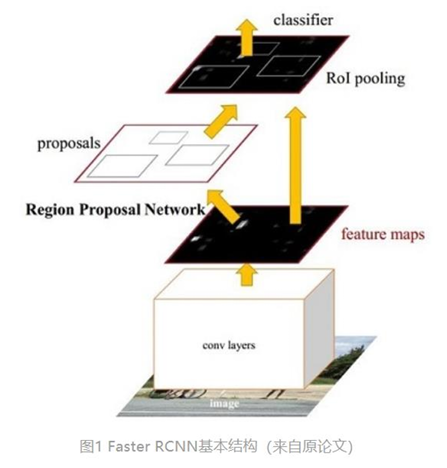 classifier
RoI pooling
proposals
Region Proposal Network
feature maps
conv layers
image
图1 Faster RCNN基本结构（来自原论文）